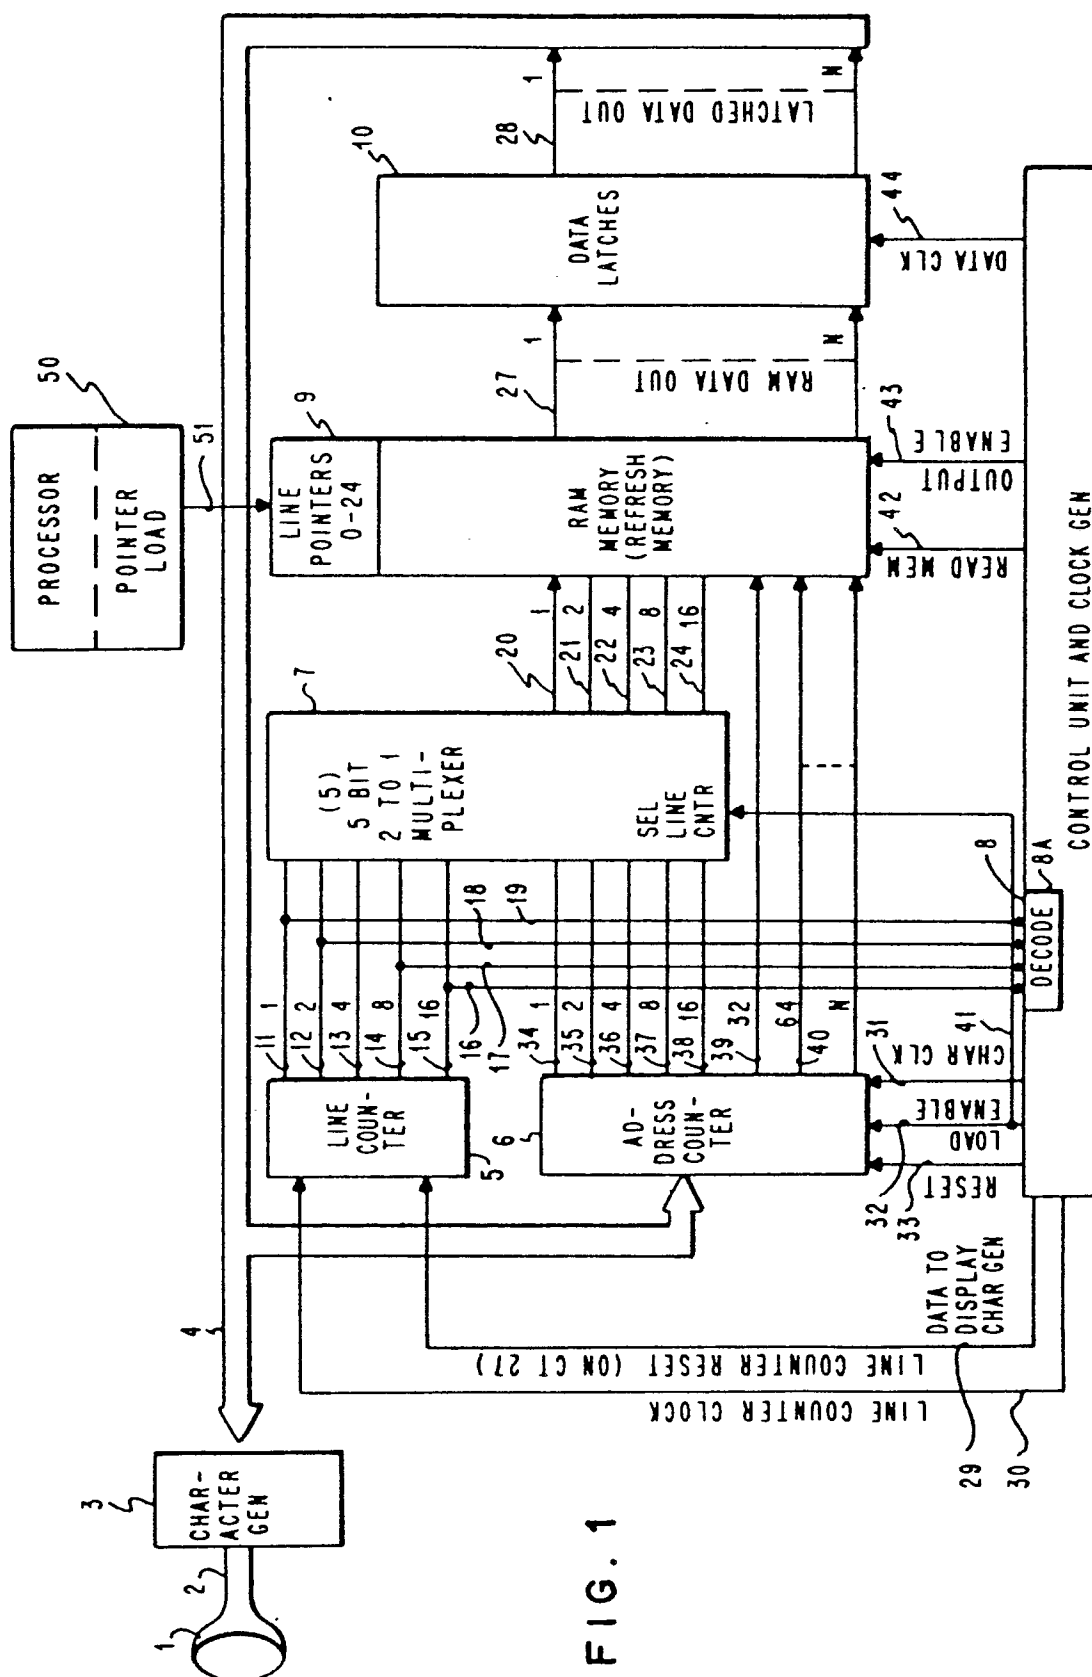 FIG. 1
1
2
3
CHAR-
ACTER
GEN
4
PROCESSOR
POINTER
LOAD
50
51
LINE
COUN-
TER
5
AD-
DRESS
COUN-
TER
6
11
12
13
14
15
1
2
4
8
16
16
17
18
19
34
35
36
37
38
39
40
1
2
4
8
16
32
64
N
(5)
5 BIT
2 TO 1
MULTI-
PLEXER
SEL
LINE
CNTR
7
20
21
22
23
24
1
2
4
8
16
LINE
POINTERS
0-24
9
RAM
MEMORY
(REFRESH
MEMORY)
27
1
N
RAM DATA OUT
DATA
LATCHES
10
28
1
N
LATCHED DATA OUT
LINE COUNTER CLOCK
LINE COUNTER RESET (ON CT 27)
DATA TO
DISPLAY
CHAR GEN
29
30
RESET
33
LOAD
ENABLE
32
CHAR CLK
31
41
DECODE
8
8A
READ MEM
42
OUTPUT
ENABLE
43
DATA CLK
44
CONTROL UNIT AND CLOCK GEN